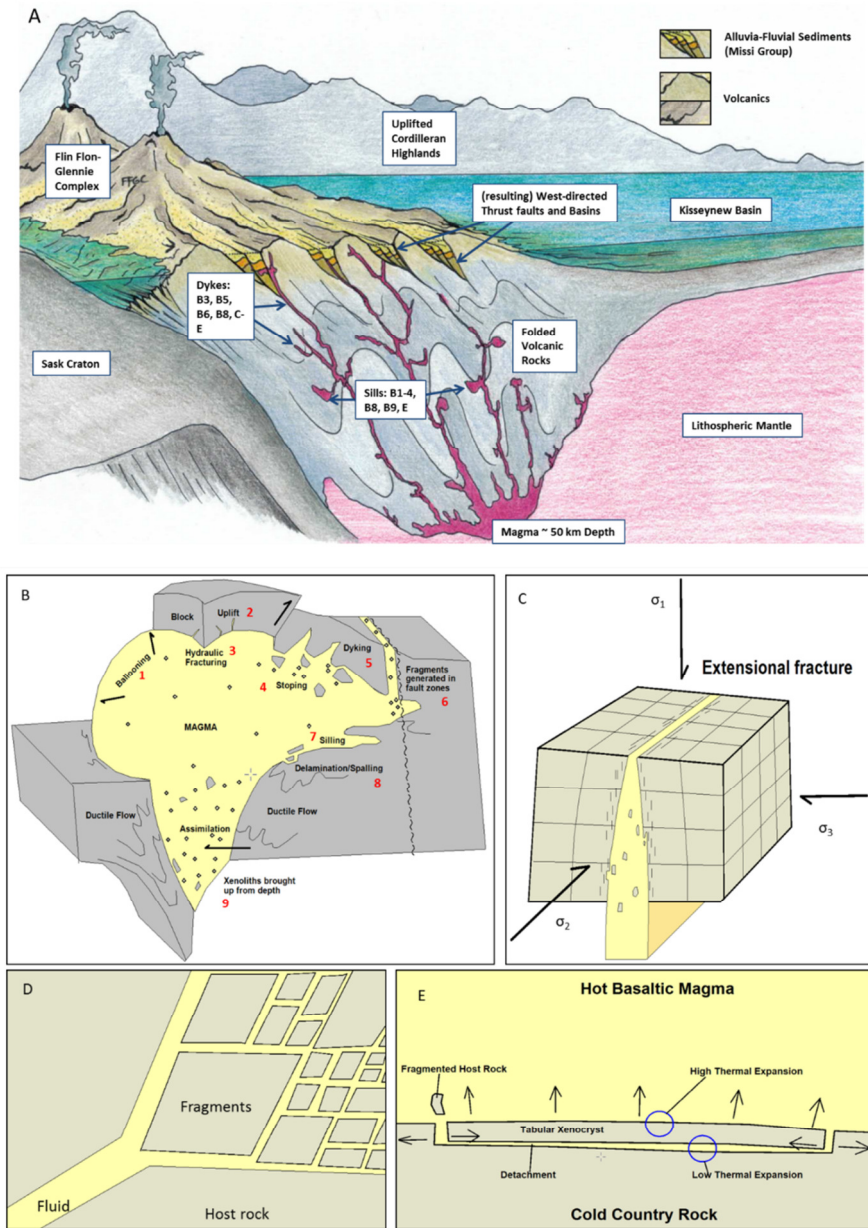 A
Alluvia-Fluvial Sediments
(Missi Group)
Volcanics
Uplifted
Cordilleran
Highlands
Flin Flon-
Glennie
Complex
FFGC
(resulting) West-directed
Thrust faults and Basins
Kisseynew Basin
Dykes:
B3, B5,
B6, B8, C-
E
Folded
Volcanic
Rocks
Sask Craton
Sills: B1-4,
B8, B9, E
Lithospheric Mantle
Magma ~ 50 km Depth
B
Block
Uplift 2
Hydraulic
Fracturing
3
Ballooning
1
4
Stoping
Dyking
5
Fragments
generated in
fault zones
6
MAGMA
7
Silling
Delamination/Spalling
8
Ductile Flow
Ductile Flow
Assimilation
Xenoliths brought
up from depth
9
C
σ1
Extensional fracture
σ3
σ2
D
Fragments
Fluid
Host rock
E
Hot Basaltic Magma
Fragmented Host Rock
High Thermal Expansion
Tabular Xenocryst
Detachment
Low Thermal Expansion
Cold Country Rock